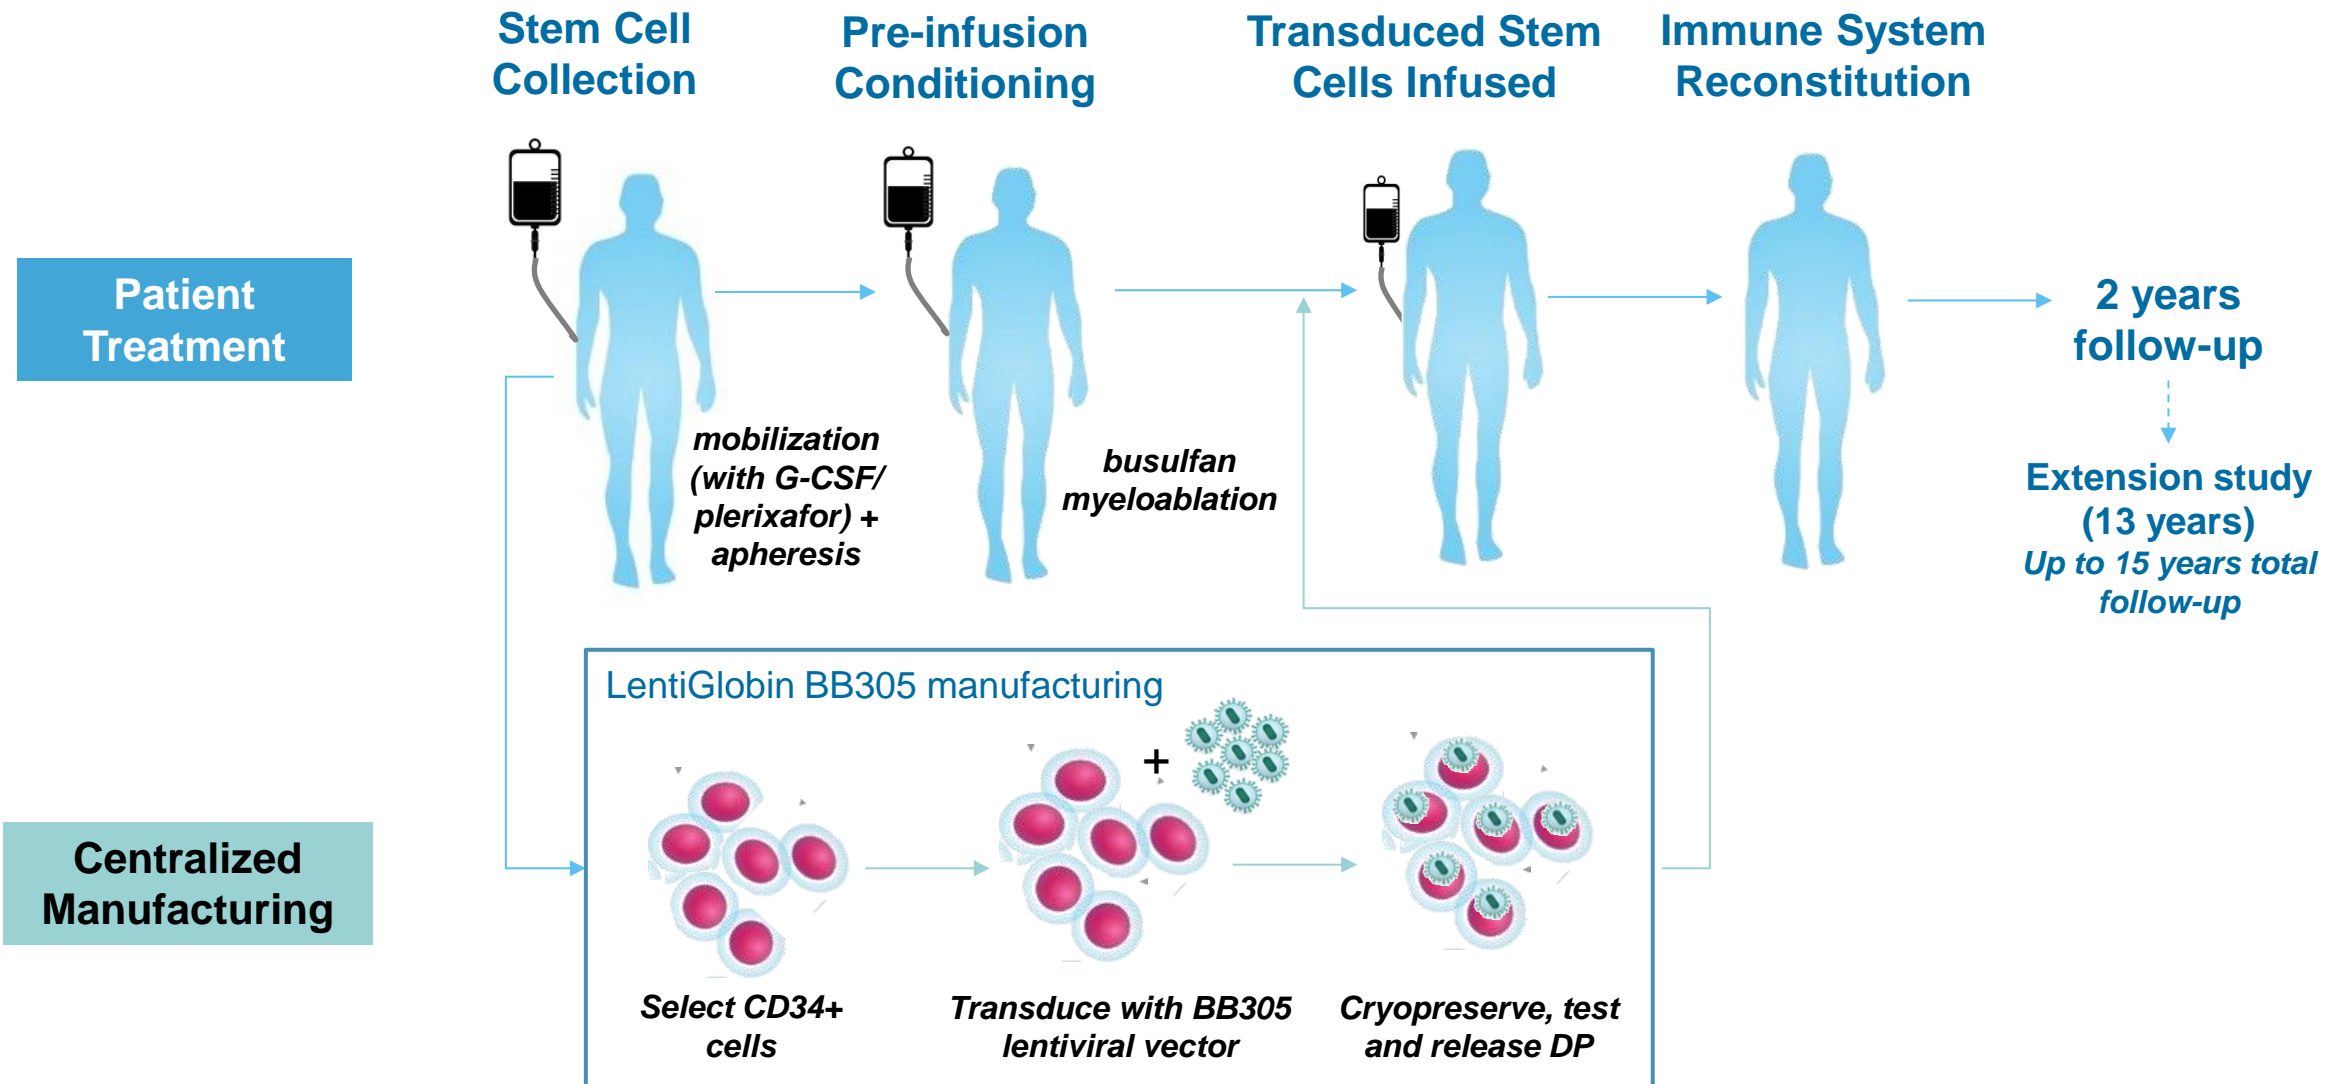 Stem Cell
Collection
Pre-infusion
Conditioning
Transduced Stem
Cells Infused
Immune System
Reconstitution
Patient
Treatment
mobilization
(with G-CSF/
plerixafor) +
apheresis
busulfan
myeloablation
2 years
follow-up
Extension study
(13 years)
Up to 15 years total
follow-up
LentiGlobin BB305 manufacturing
+
Centralized
Manufacturing
Select CD34+
cells
Transduce with BB305
lentiviral vector
Cryopreserve, test
and release DP